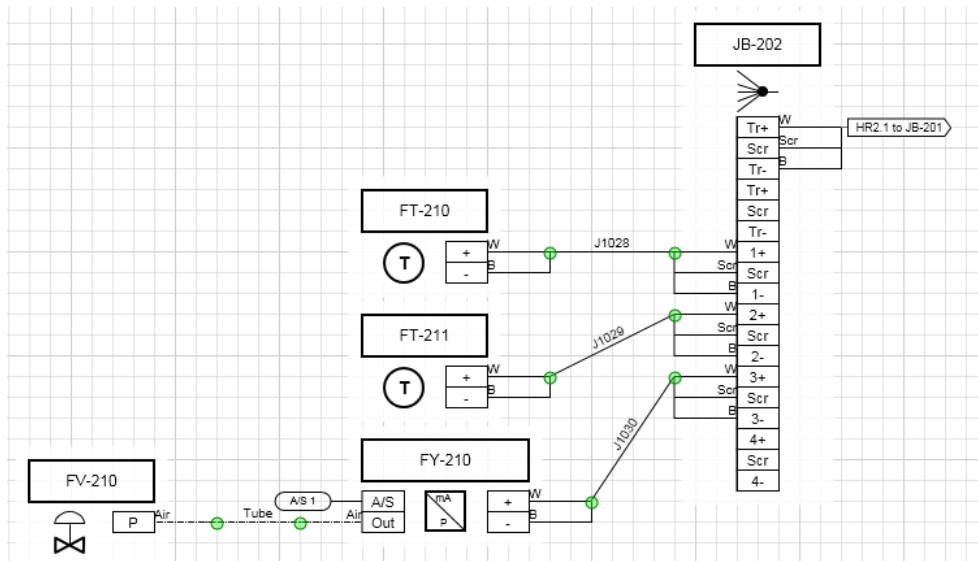 JB-202
Tr+ W
HR2.1 to JB-201
Scr Scr
Tr- B
Tr+
Scr
Tr-
FT-210
T
+ W
- B
J1028
W 1+
Scr Scr
B 1-
FT-211
T
+ W
- B
J1029
W 2+
Scr Scr
B 2-
FY-210
A/S 1
A/S
Out
mA
P
+ W
- B
J1030
W 3+
Scr Scr
B 3-
4+
Scr
4-
FV-210
P
Air
Tube
Air